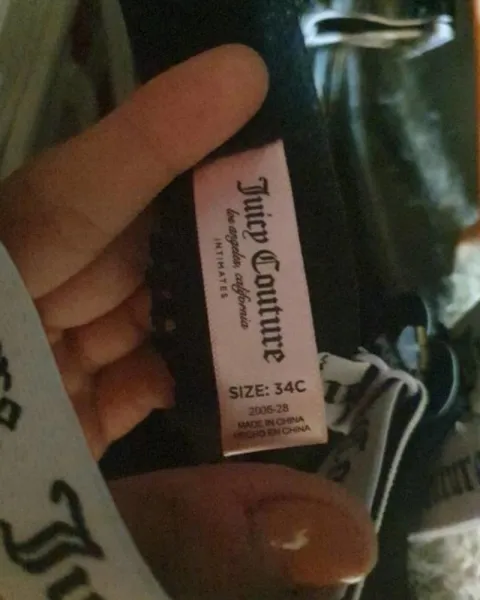 Juicy Couture
los angeles, california
INTIMATES
SIZE: 34C
2006-28
MADE IN CHINA
HECHO EN CHINA